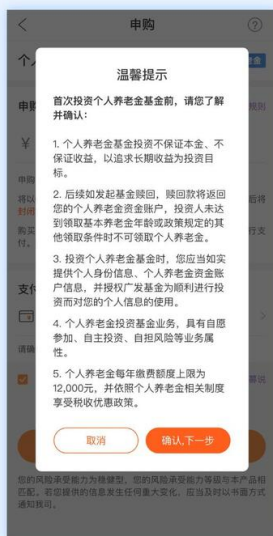 申购
个人
温馨提示
首次投资个人养老金基金前，请您了解
并确认：
1. 个人养老金基金投资不保证本金、不
保证收益，以追求长期收益为投资目
标。
2. 后续如发起基金赎回，赎回款将返回
您的个人养老金资金账户，投资人未达
到领取基本养老金年龄或政策规定的其
他领取条件时不可领取个人养老金。
3. 投资个人养老金基金时，您应当如实
提供个人身份信息、个人养老金资金账
户信息，并授权广发基金为顺利进行投
资而对您的个人信息的使用。
4. 个人养老金投资基金业务，具有自愿
参加、自主投资、自担风险等业务属
性。
5. 个人养老金每年缴费额度上限为
12,000元，并依照个人养老金相关制度
享受税收优惠政策。
取消
确认,下一步
您的风险承受能力为稳健型，您的风险承受能力等级与本产品相
匹配。若您提供的信息发生任何重大变化，应当及时以书面方式
通知我司。